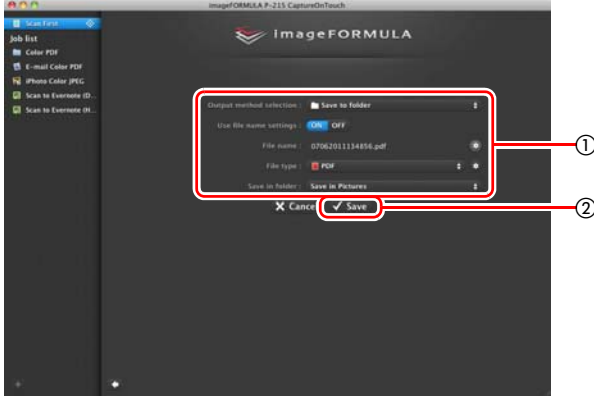 imageFORMULA P-215 CaptureOnTouch
Scan First
Job list
Color PDF
E-mail Color PDF
iPhoto Color JPEG
Scan to Evernote (D...
Scan to Evernote (H...
imageFORMULA
Output method selection : Save to folder
Use file name settings : ON OFF
File name : 07062011134856.pdf
File type : PDF
Save in folder : Save in Pictures
Cancel Save
①
②